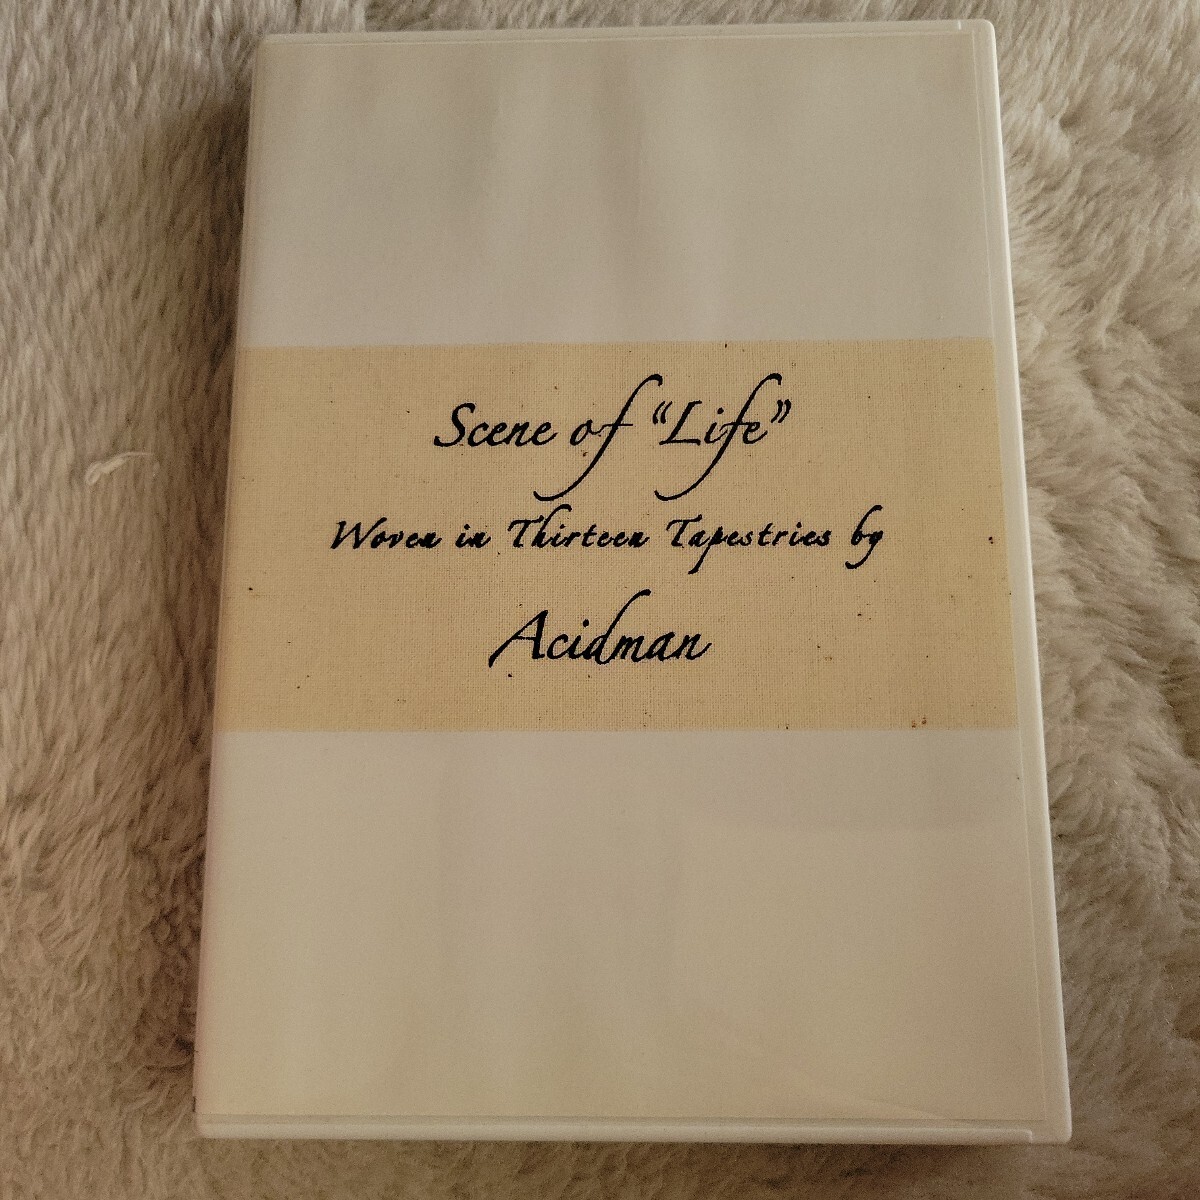 Scene of “Life”
Woven in Thirteen Tapestries by
Acidman